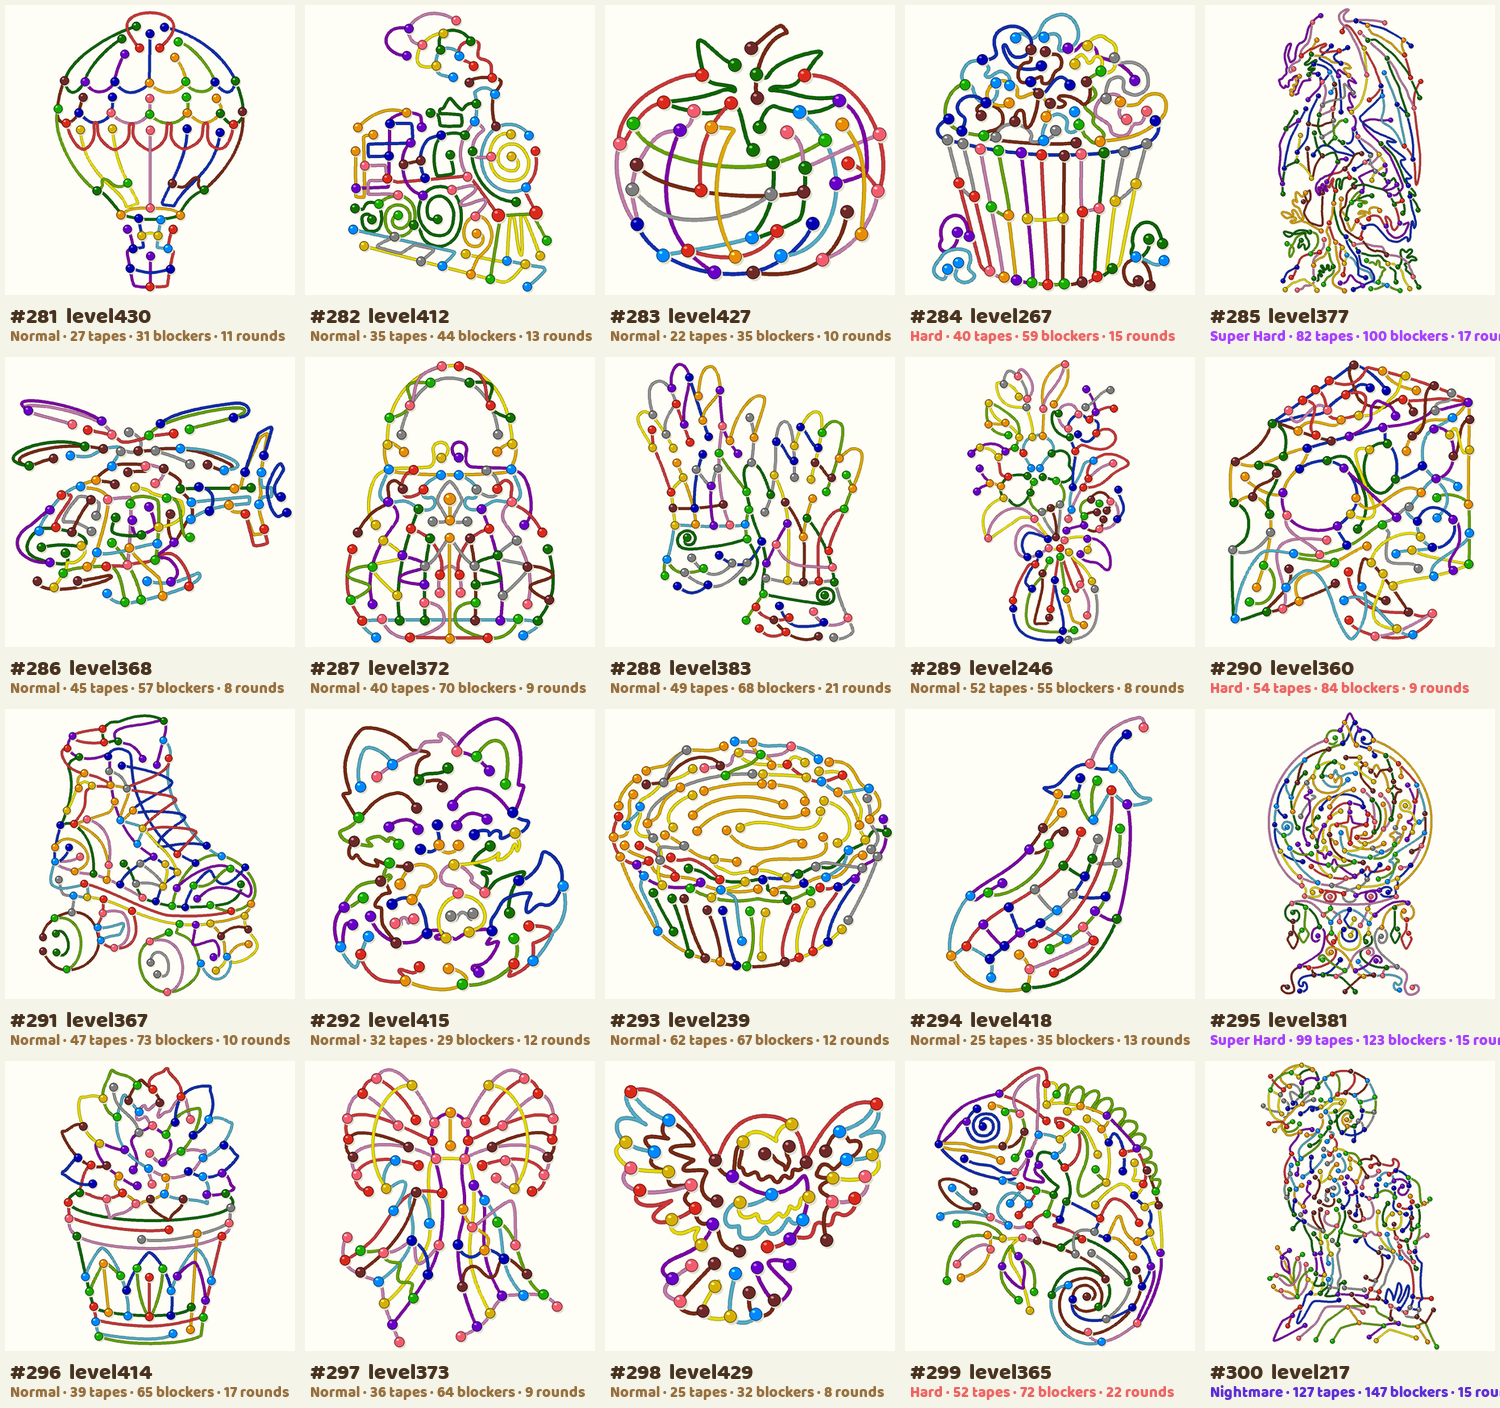 #281 level430
Normal · 27 tapes · 31 blockers · 11 rounds
#282 level412
Normal · 35 tapes · 44 blockers · 13 rounds
#283 level427
Normal · 22 tapes · 35 blockers · 10 rounds
#284 level267
Hard · 40 tapes · 59 blockers · 15 rounds
#285 level377
Super Hard · 82 tapes · 100 blockers · 17 roun
#286 level368
Normal · 45 tapes · 57 blockers · 8 rounds
#287 level372
Normal · 40 tapes · 70 blockers · 9 rounds
#288 level383
Normal · 49 tapes · 68 blockers · 21 rounds
#289 level246
Normal · 52 tapes · 55 blockers · 8 rounds
#290 level360
Hard · 54 tapes · 84 blockers · 9 rounds
#291 level367
Normal · 47 tapes · 73 blockers · 10 rounds
#292 level415
Normal · 32 tapes · 29 blockers · 12 rounds
#293 level239
Normal · 62 tapes · 67 blockers · 12 rounds
#294 level418
Normal · 25 tapes · 35 blockers · 13 rounds
#295 level381
Super Hard · 99 tapes · 123 blockers · 15 roun
#296 level414
Normal · 39 tapes · 65 blockers · 17 rounds
#297 level373
Normal · 36 tapes · 64 blockers · 9 rounds
#298 level429
Normal · 25 tapes · 32 blockers · 8 rounds
#299 level365
Hard · 52 tapes · 72 blockers · 22 rounds
#300 level217
Nightmare · 127 tapes · 147 blockers · 15 rou